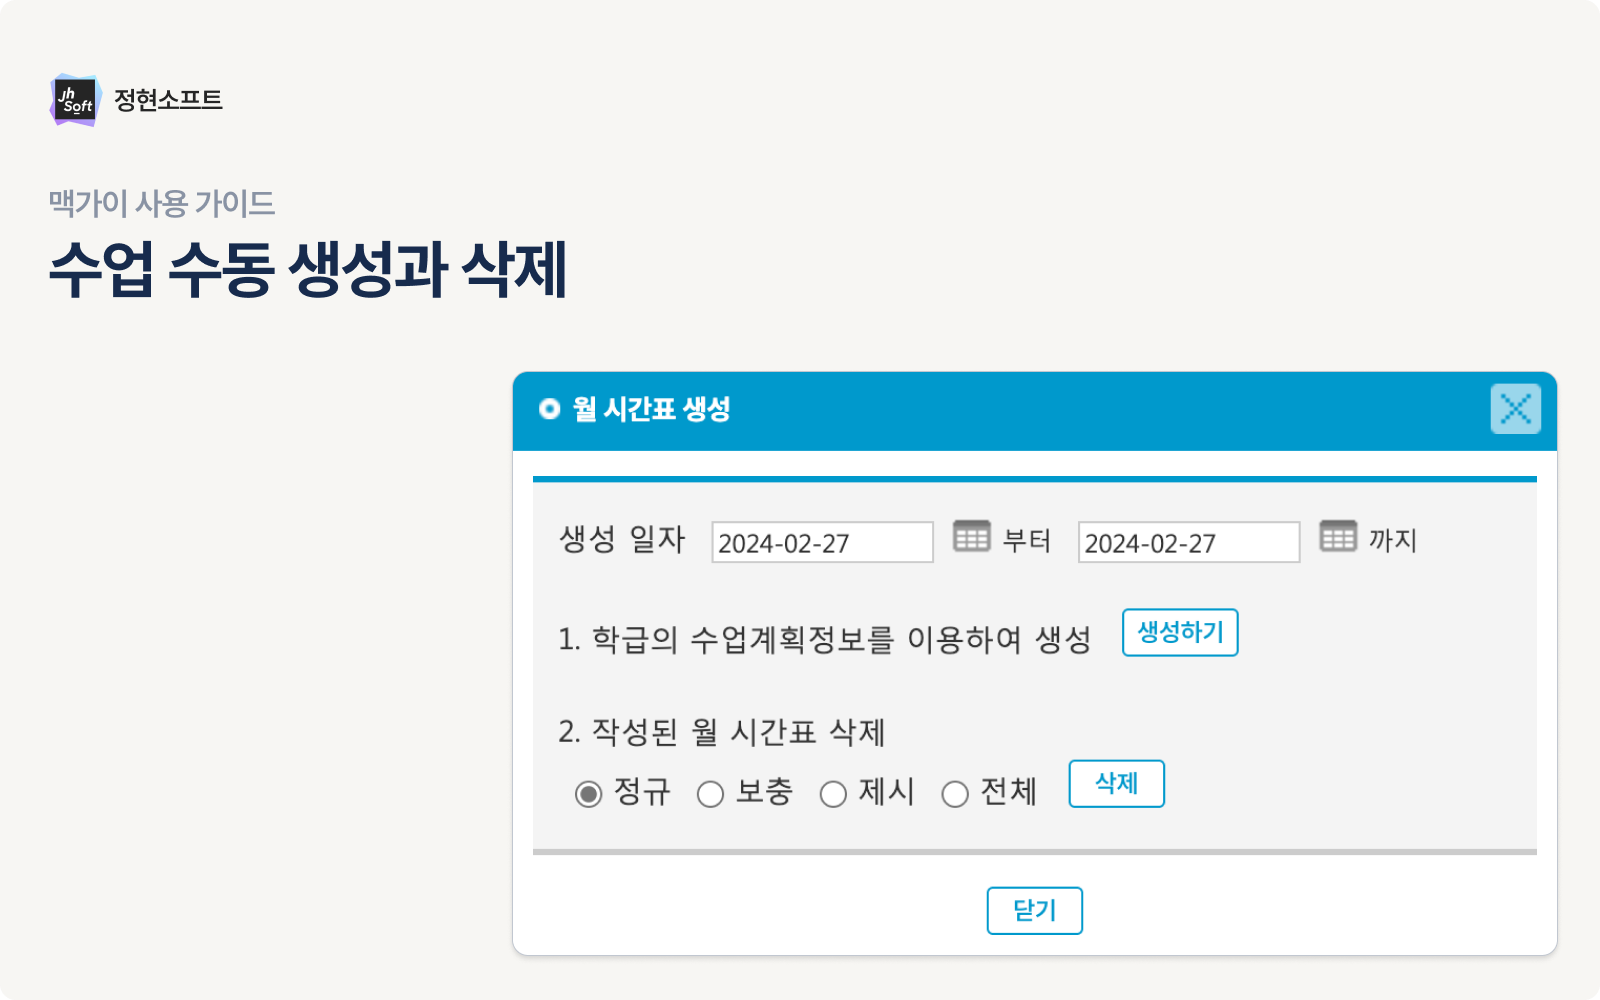 jh
Soft
정현소프트
맥가이 사용 가이드
수업 수동 생성과 삭제
월 시간표 생성
생성 일자 2024-02-27 부터 2024-02-27 까지
1. 학급의 수업계획정보를 이용하여 생성 생성하기
2. 작성된 월 시간표 삭제
정규 보충 제시 전체 삭제
닫기